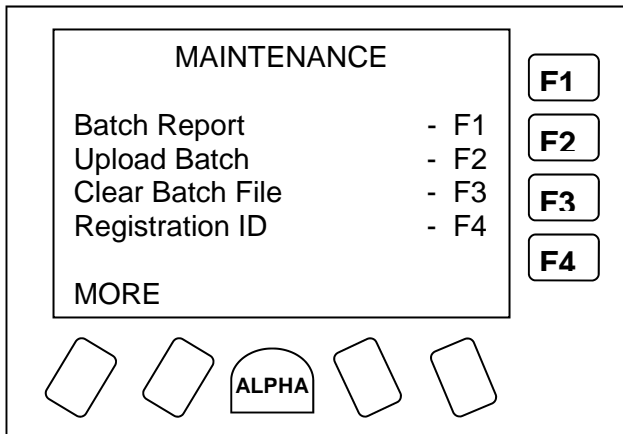 MAINTENANCE
Batch Report - F1
Upload Batch - F2
Clear Batch File - F3
Registration ID - F4
MORE
F1
F2
F3
F4
ALPHA